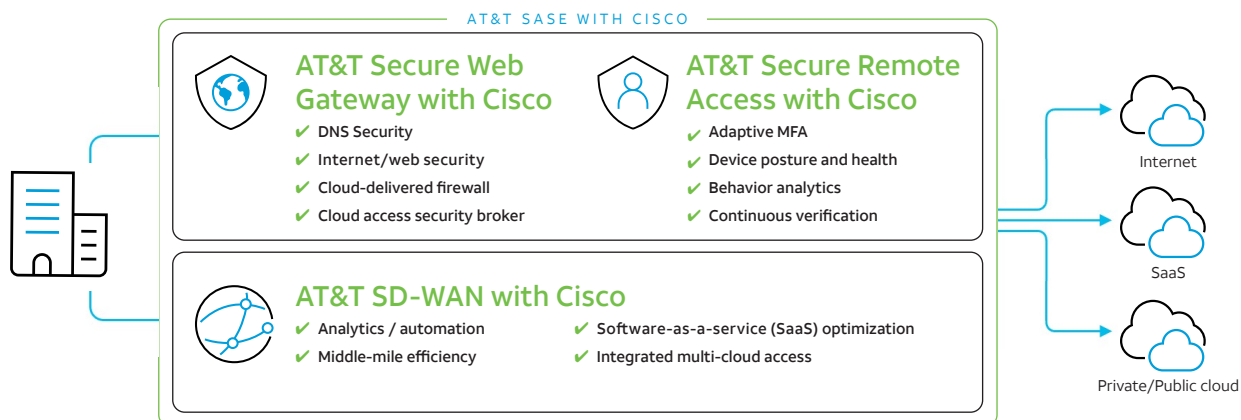 AT&T SASE WITH CISCO
AT&T Secure Web
Gateway with Cisco
DNS Security
Internet/web security
Cloud-delivered firewall
Cloud access security broker
AT&T Secure Remote
Access with Cisco
Adaptive MFA
Device posture and health
Behavior analytics
Continuous verification
AT&T SD-WAN with Cisco
Analytics / automation
Middle-mile efficiency
Software-as-a-service (SaaS) optimization
Integrated multi-cloud access
Internet
SaaS
Private/Public cloud